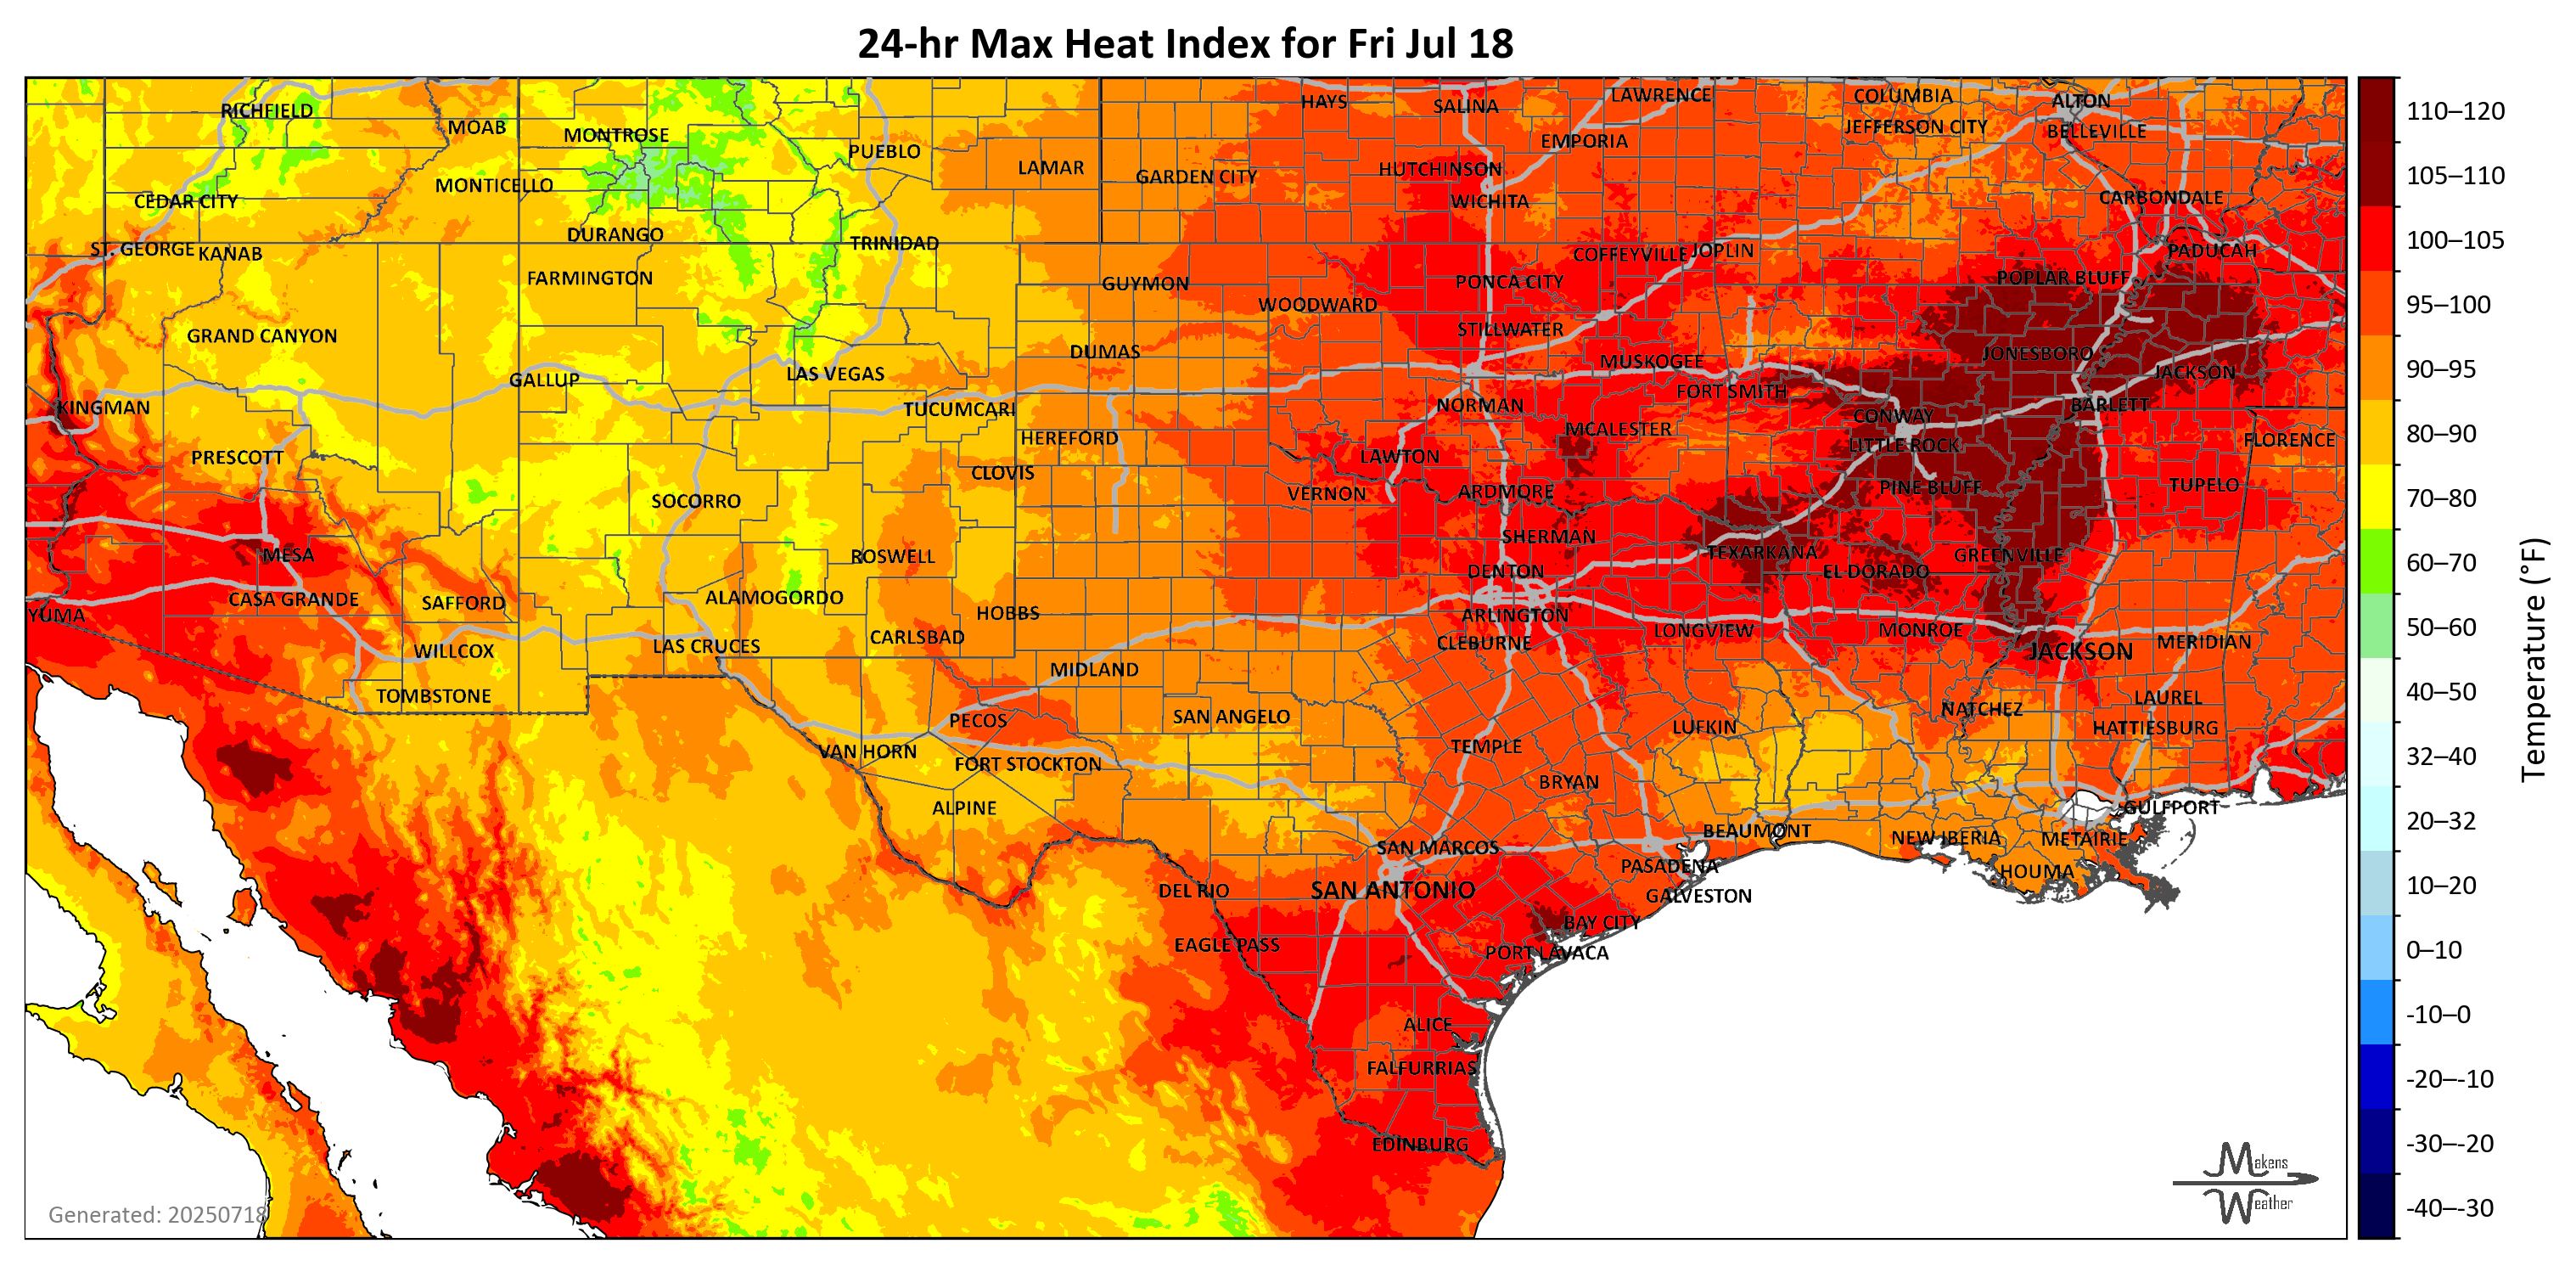 24-hr Max Heat Index for Fri Jul 18
RICHFIELD
MOAB
MONTROSE
PUEBLO
LAMAR
GARDEN CITY
HAYS
SALINA
LAWRENCE
EMPORIA
HUTCHINSON
WICHITA
COLUMBIA
JEFFERSON CITY
ALTON
BELLEVILLE
CARBONDALE
CEDAR CITY
MONTICELLO
ST. GEORGE
KANAB
DURANGO
TRINIDAD
FARMINGTON
GUYMON
WOODWARD
PONCA CITY
COFFEYVILLE
JOPLIN
POPLAR BLUFF
PADUCAH
GRAND CANYON
DUMAS
STILLWATER
MUSKOGEE
JONESBORO
GALLUP
LAS VEGAS
FORT SMITH
JACKSON
KINGMAN
TUCUMCARI
NORMAN
CONWAY
BARLETT
HEREFORD
MCALESTER
LITTLE ROCK
FLORENCE
PRESCOTT
CLOVIS
LAWTON
SOCORRO
VERNON
ARDMORE
PINE BLUFF
TUPELO
SHERMAN
MESA
ROSWELL
TEXARKANA
GREENVILLE
DENTON
EL DORADO
CASA GRANDE
SAFFORD
ALAMOGORDO
HOBBS
ARLINGTON
YUMA
WILLCOX
LAS CRUCES
CARLSBAD
CLEBURNE
LONGVIEW
MONROE
JACKSON
MERIDIAN
MIDLAND
TOMBSTONE
PECOS
SAN ANGELO
LUFKIN
NATCHEZ
LAUREL
HATTIESBURG
VAN HORN
FORT STOCKTON
TEMPLE
BRYAN
ALPINE
GULFPORT
SAN MARCOS
BEAUMONT
NEW IBERIA
METAIRIE
PASADENA
HOUMA
DEL RIO
SAN ANTONIO
GALVESTON
BAY CITY
EAGLE PASS
PORT LAVACA
ALICE
FALFURRIAS
EDINBURG
Generated: 20250718
Makens
Weather
110–120
105–110
100–105
95–100
90–95
80–90
70–80
60–70
50–60
40–50
32–40
20–32
10–20
0–10
-10–0
-20–-10
-30–-20
-40–-30
Temperature (°F)